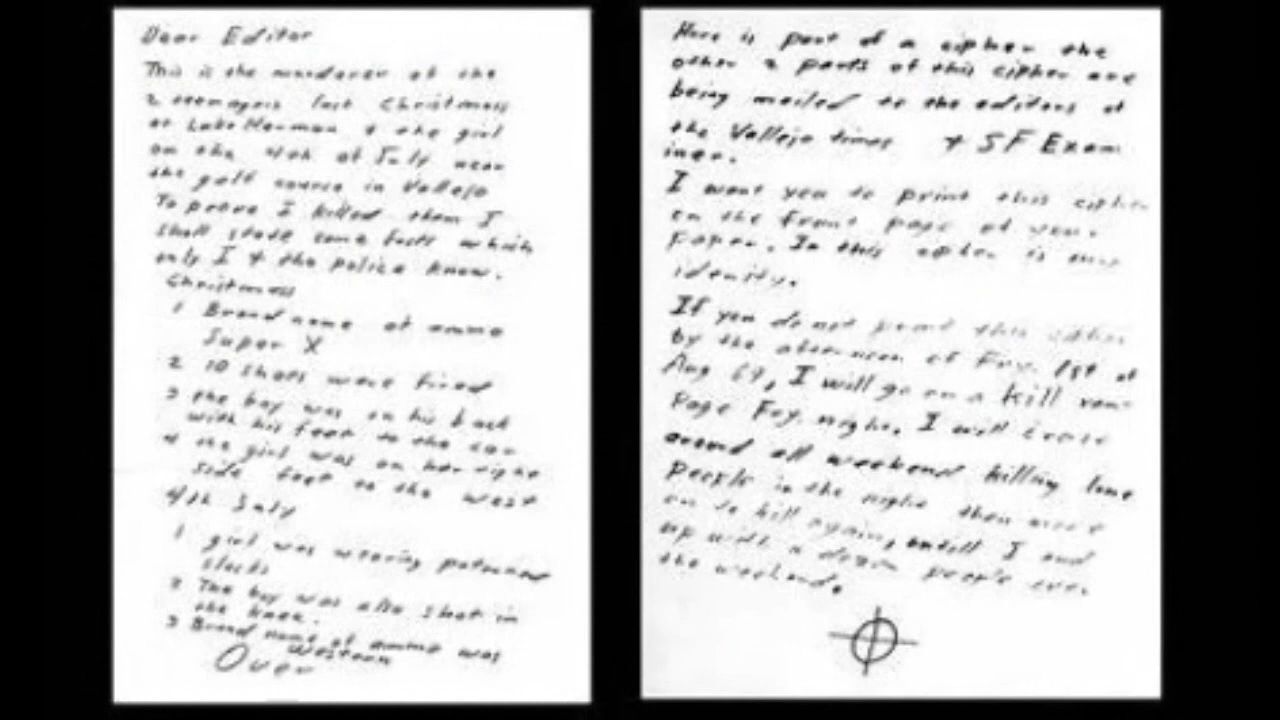 Dear Editor
This is the murderer of the
2 teenagers last Christmass
at Lake Herman & the girl
on the 4th of July near
the golf course in Vallejo
To prove I killed them I
shall state some facts which
only I & the police know.
Christmass
1 Brand name of ammo
Super X
2 10 shots were fired
3 the boy was on his back
with his feet to the car
4 the girl was on her right
side feet to the west
4th July
1 girl was wearing paterned
slacks
2 The boy was also shot in
the knee.
3 Brand name of ammo was
Western
Over
Here is part of a cipher the
other 2 parts of this cipher are
being mailed to the editors of
the Vallejo times & SF Exam
iner.
I want you to print this cipher
on the front page of your
paper. In this cipher is my
idenity.
If you do not print this cipher
by the afternoon of Fry. 1st of
Aug 69, I will go on a kill ram-
Page Fry. night. I will cruse
around all weekend killing lone
people in the night then move
on to kill again, untill I end
up with a dozen people over
the weekend.